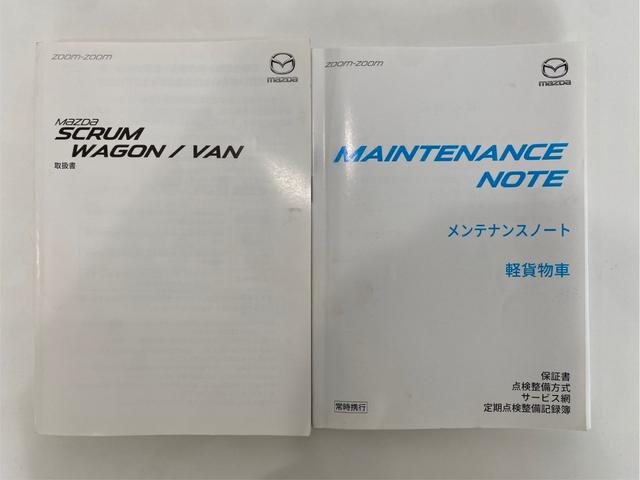 zoom-zoom
mazda
mazda
SCRUM
WAGON / VAN
取扱書
zoom-zoom
mazda
MAINTENANCE
NOTE
メンテナンスノート
軽貨物車
保証書
点検整備方式
サービス網
定期点検整備記録簿
常時携行